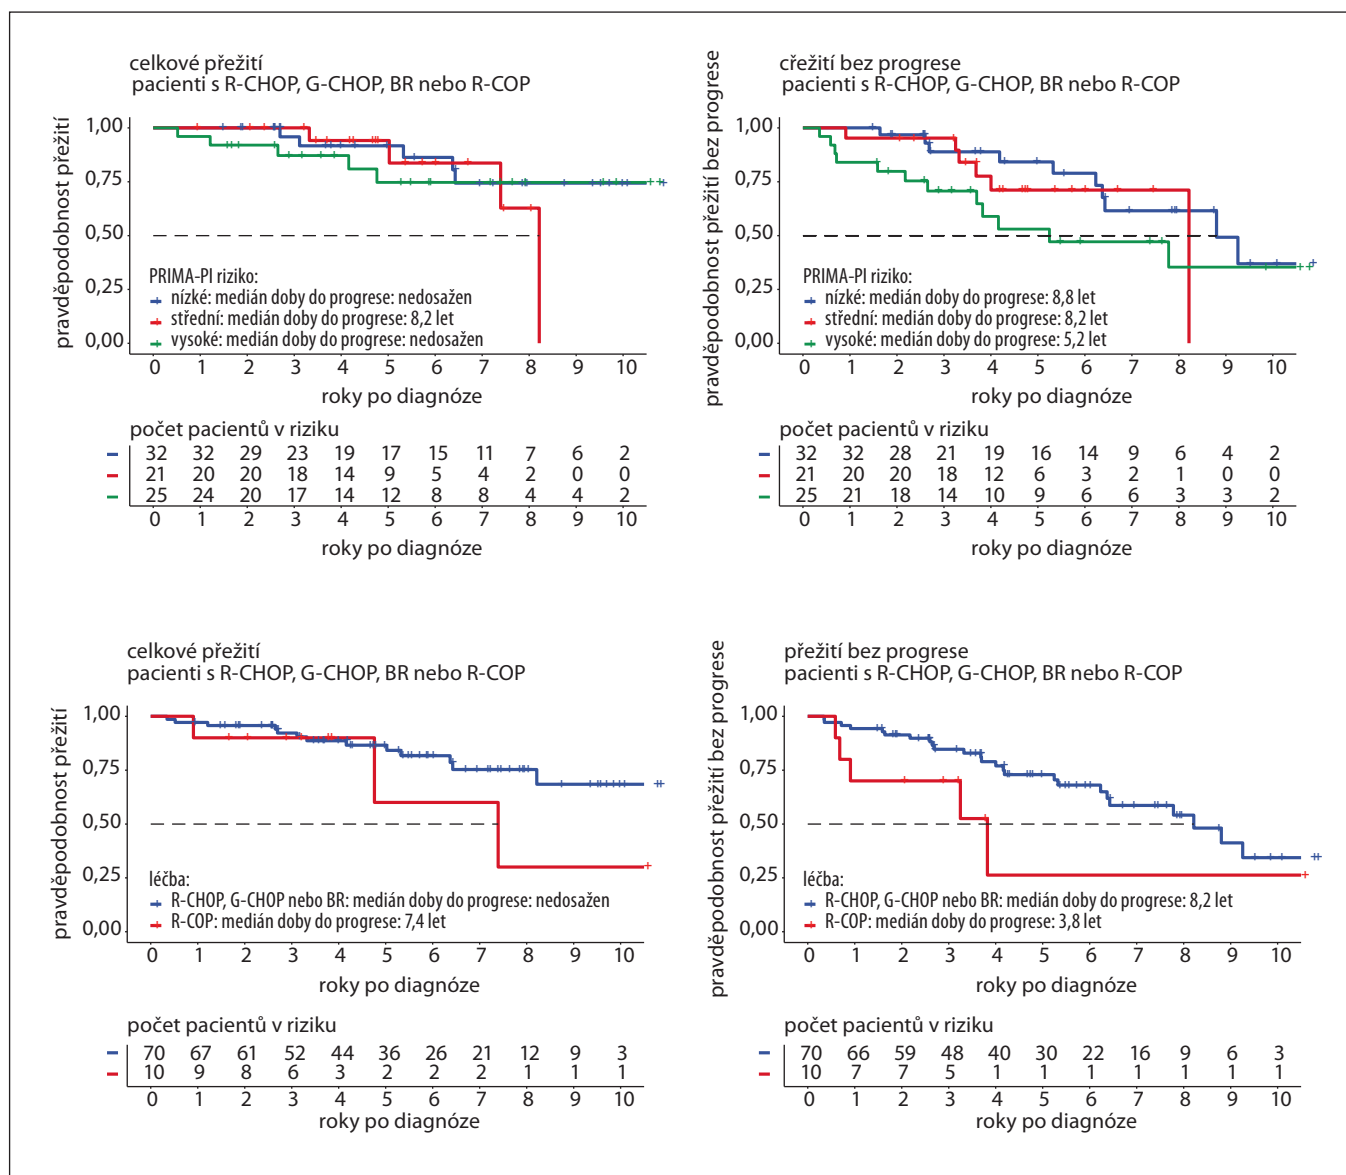 celkové přežití
pacienti s R-CHOP, G-CHOP, BR nebo R-COP
pravděpodobnost přežití
1,00
0,75
0,50
0,25
0,00
PRIMA-PI riziko:
nízké: medián doby do progrese: nedosažen
střední: medián doby do progrese: 8,2 let
vysoké: medián doby do progrese: nedosažen
0 1 2 3 4 5 6 7 8 9 10
roky po diagnóze
počet pacientů v riziku
32 32 29 23 19 17 15 11 7 6 2
21 20 20 18 14 9 5 4 2 0 0
25 24 20 17 14 12 8 8 4 4 2
0 1 2 3 4 5 6 7 8 9 10
roky po diagnóze
cřežití bez progrese
pacienti s R-CHOP, G-CHOP, BR nebo R-COP
pravděpodobnost přežití bez progrese
1,00
0,75
0,50
0,25
0,00
PRIMA-PI riziko:
nízké: medián doby do progrese: 8,8 let
střední: medián doby do progrese: 8,2 let
vysoké: medián doby do progrese: 5,2 let
0 1 2 3 4 5 6 7 8 9 10
roky po diagnóze
počet pacientů v riziku
32 32 28 21 19 16 14 9 6 4 2
21 20 20 18 12 6 3 2 1 0 0
25 21 18 14 10 9 6 6 3 3 2
0 1 2 3 4 5 6 7 8 9 10
roky po diagnóze
celkové přežití
pacienti s R-CHOP, G-CHOP, BR nebo R-COP
pravděpodobnost přežití
1,00
0,75
0,50
0,25
0,00
léčba:
R-CHOP, G-CHOP nebo BR: medián doby do progrese: nedosažen
R-COP: medián doby do progrese: 7,4 let
0 1 2 3 4 5 6 7 8 9 10
roky po diagnóze
počet pacientů v riziku
70 67 61 52 44 36 26 21 12 9 3
10 9 8 6 3 2 2 2 1 1 1
0 1 2 3 4 5 6 7 8 9 10
roky po diagnóze
přežití bez progrese
pacienti s R-CHOP, G-CHOP, BR nebo R-COP
pravděpodobnost přežití bez progrese
1,00
0,75
0,50
0,25
0,00
léčba:
R-CHOP, G-CHOP nebo BR: medián doby do progrese: 8,2 let
R-COP: medián doby do progrese: 3,8 let
0 1 2 3 4 5 6 7 8 9 10
roky po diagnóze
počet pacientů v riziku
70 66 59 48 40 30 22 16 9 6 3
10 7 7 5 1 1 1 1 1 1 1
0 1 2 3 4 5 6 7 8 9 10
roky po diagnóze